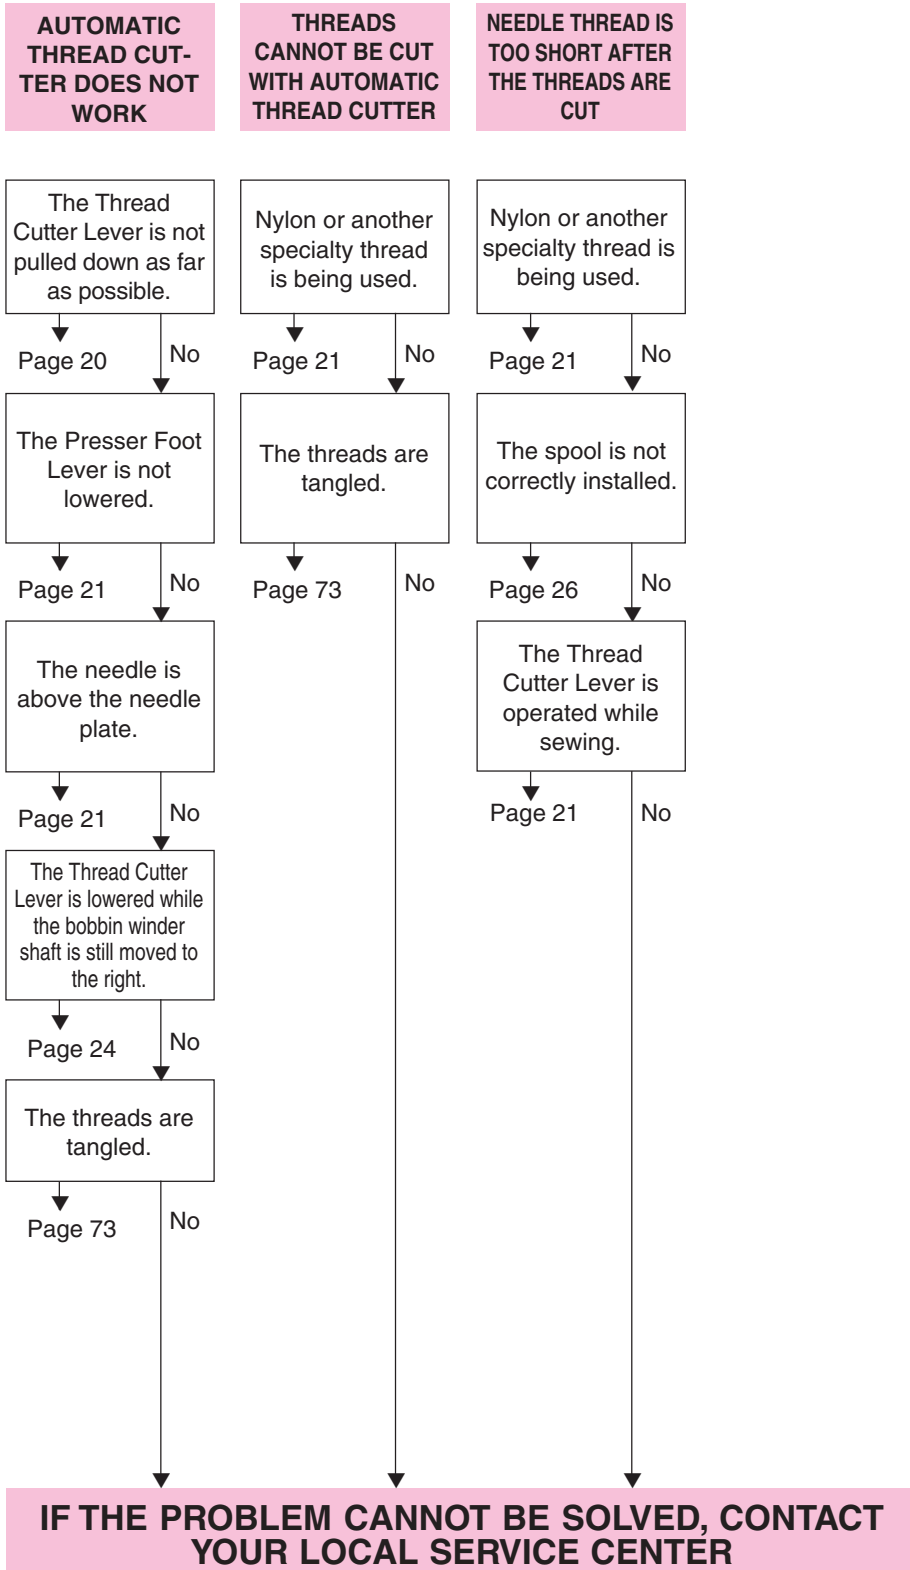 AUTOMATIC
THREAD CUT-
TER DOES NOT
WORK
The Thread
Cutter Lever is not
pulled down as far
as possible.
Page 20
No
The Presser Foot
Lever is not
lowered.
Page 21
No
The needle is
above the needle
plate.
Page 21
No
The Thread Cutter
Lever is lowered while
the bobbin winder
shaft is still moved to
the right.
Page 24
No
The threads are
tangled.
Page 73
No
THREADS
CANNOT BE CUT
WITH AUTOMATIC
THREAD CUTTER
Nylon or another
specialty thread
is being used.
Page 21
No
The threads are
tangled.
Page 73
No
NEEDLE THREAD IS
TOO SHORT AFTER
THE THREADS ARE
CUT
Nylon or another
specialty thread is
being used.
Page 21
No
The spool is not
correctly installed.
Page 26
No
The Thread
Cutter Lever is
operated while
sewing.
Page 21
No
IF THE PROBLEM CANNOT BE SOLVED, CONTACT
YOUR LOCAL SERVICE CENTER